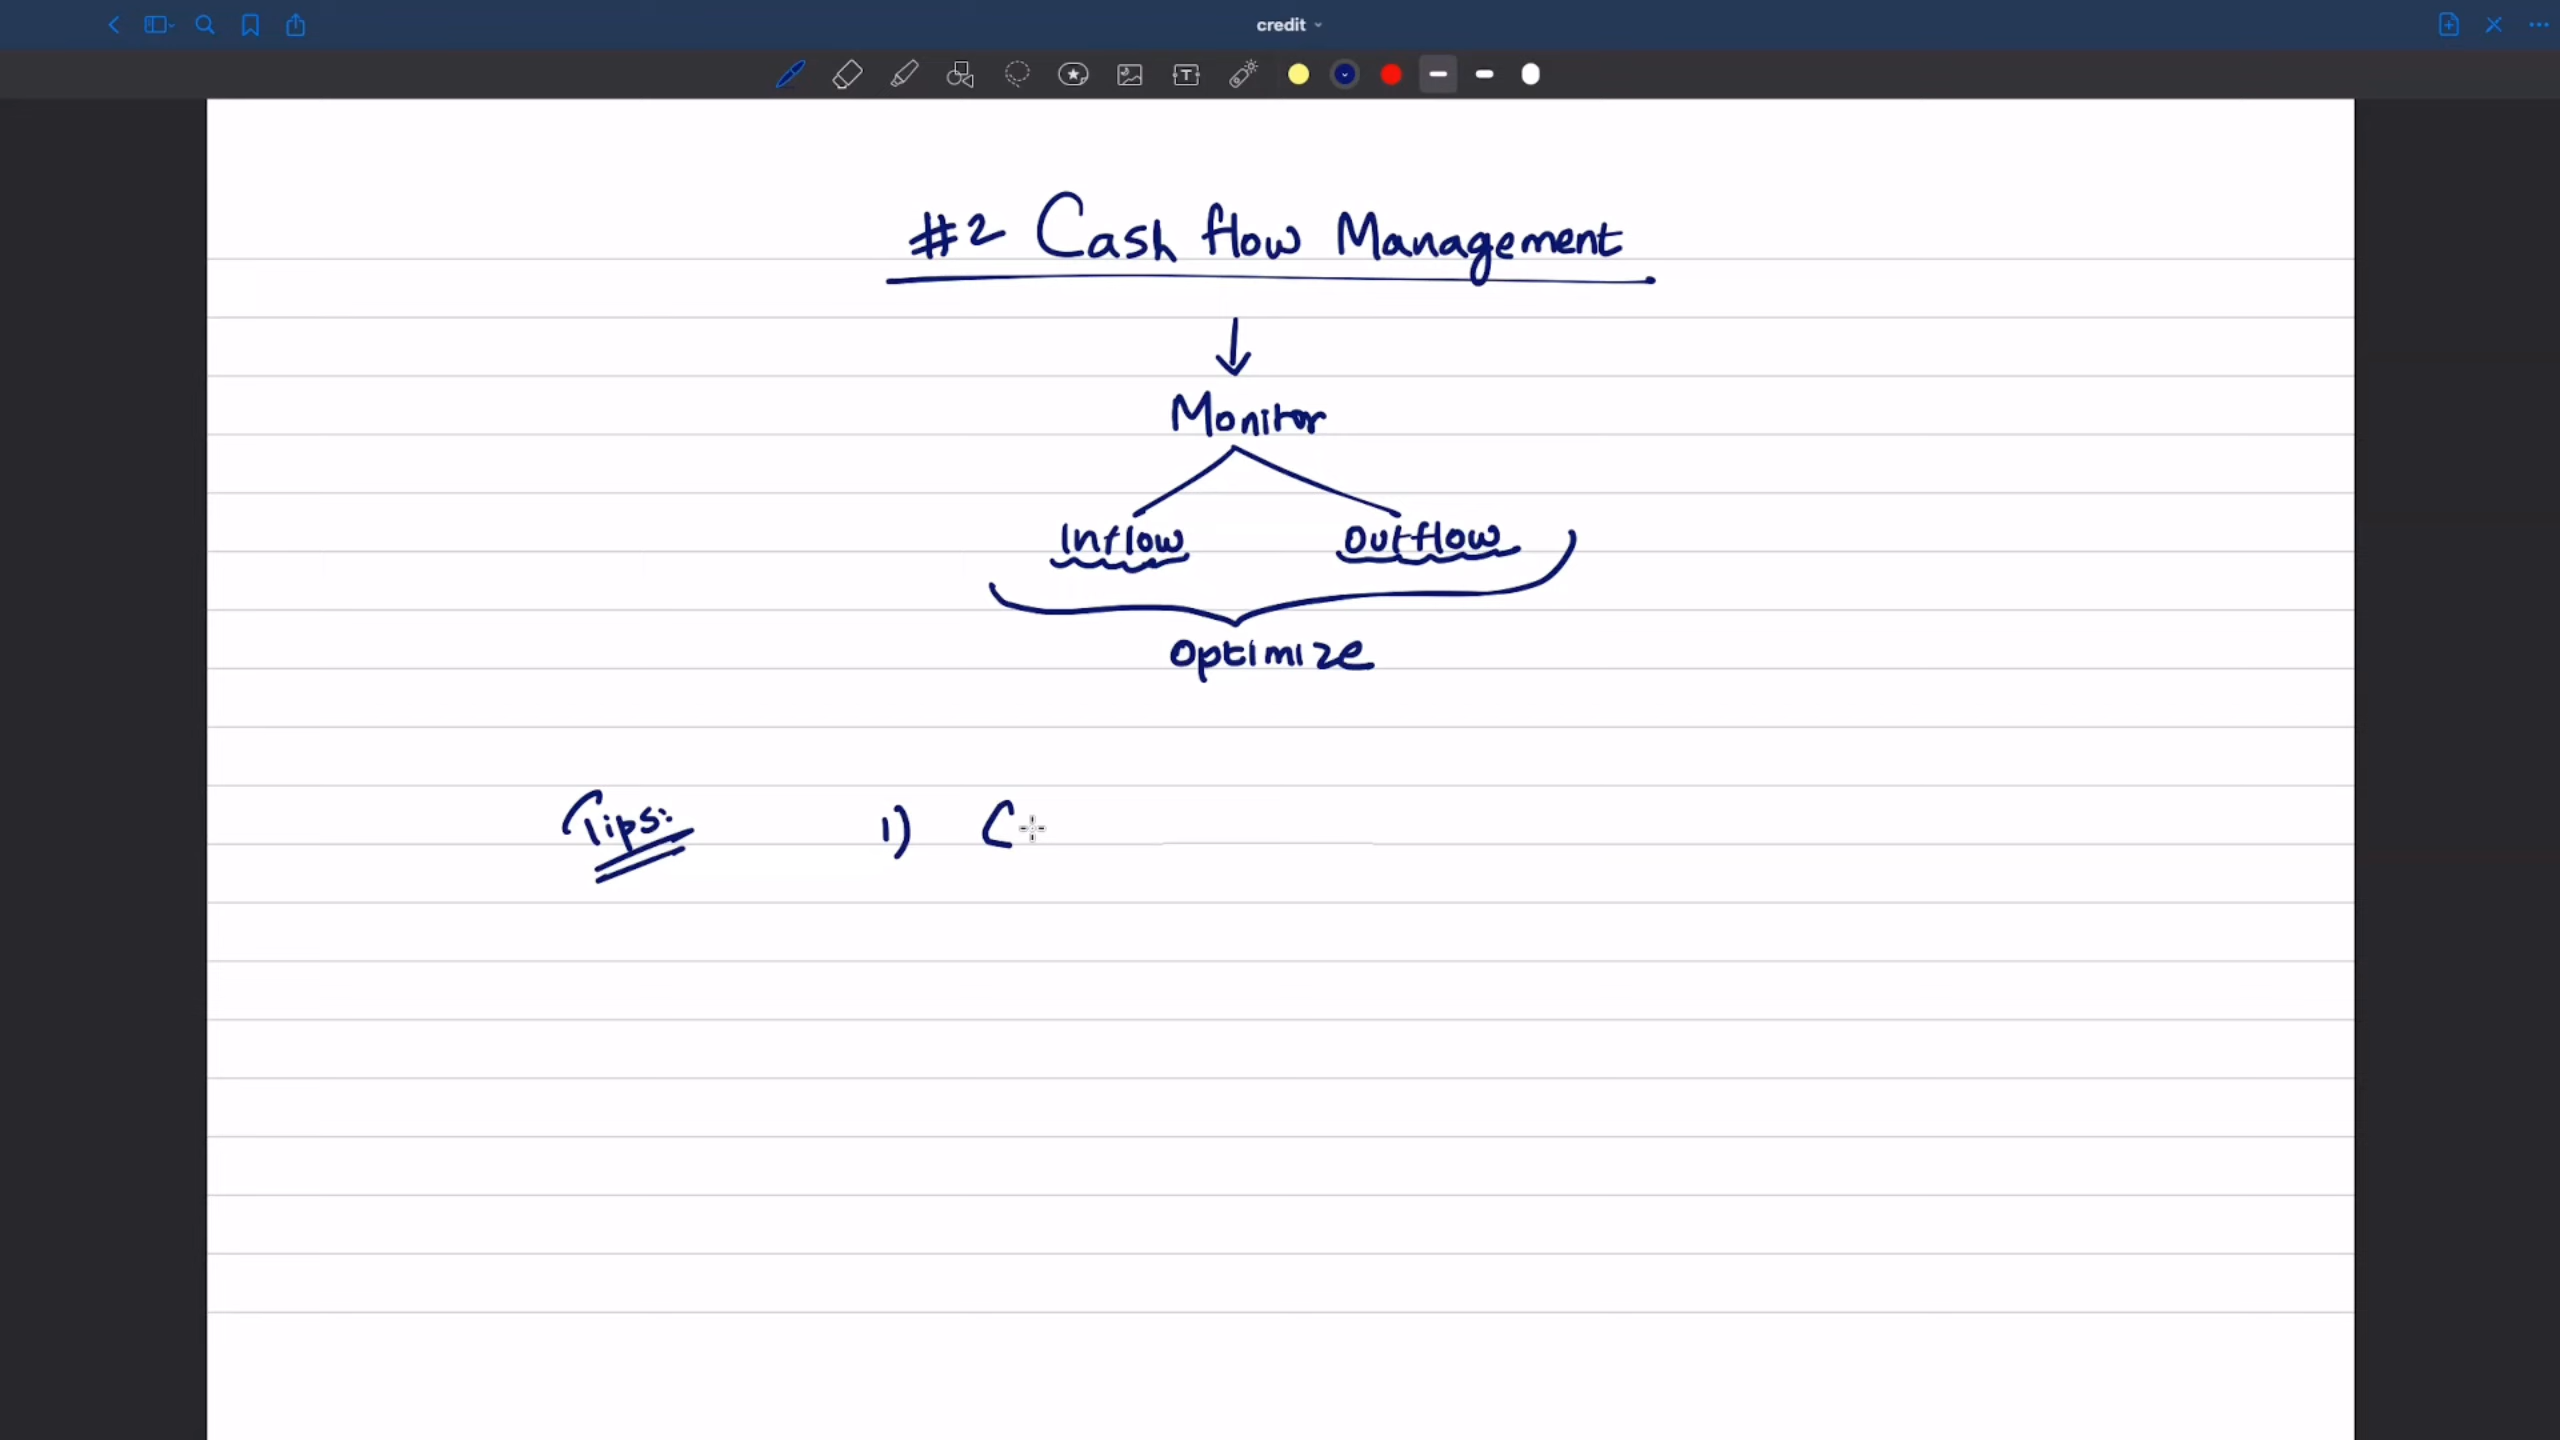 credit
#2 Cash flow Management
Monitor
Inflow Outflow
Optimize
Tips: 1) C